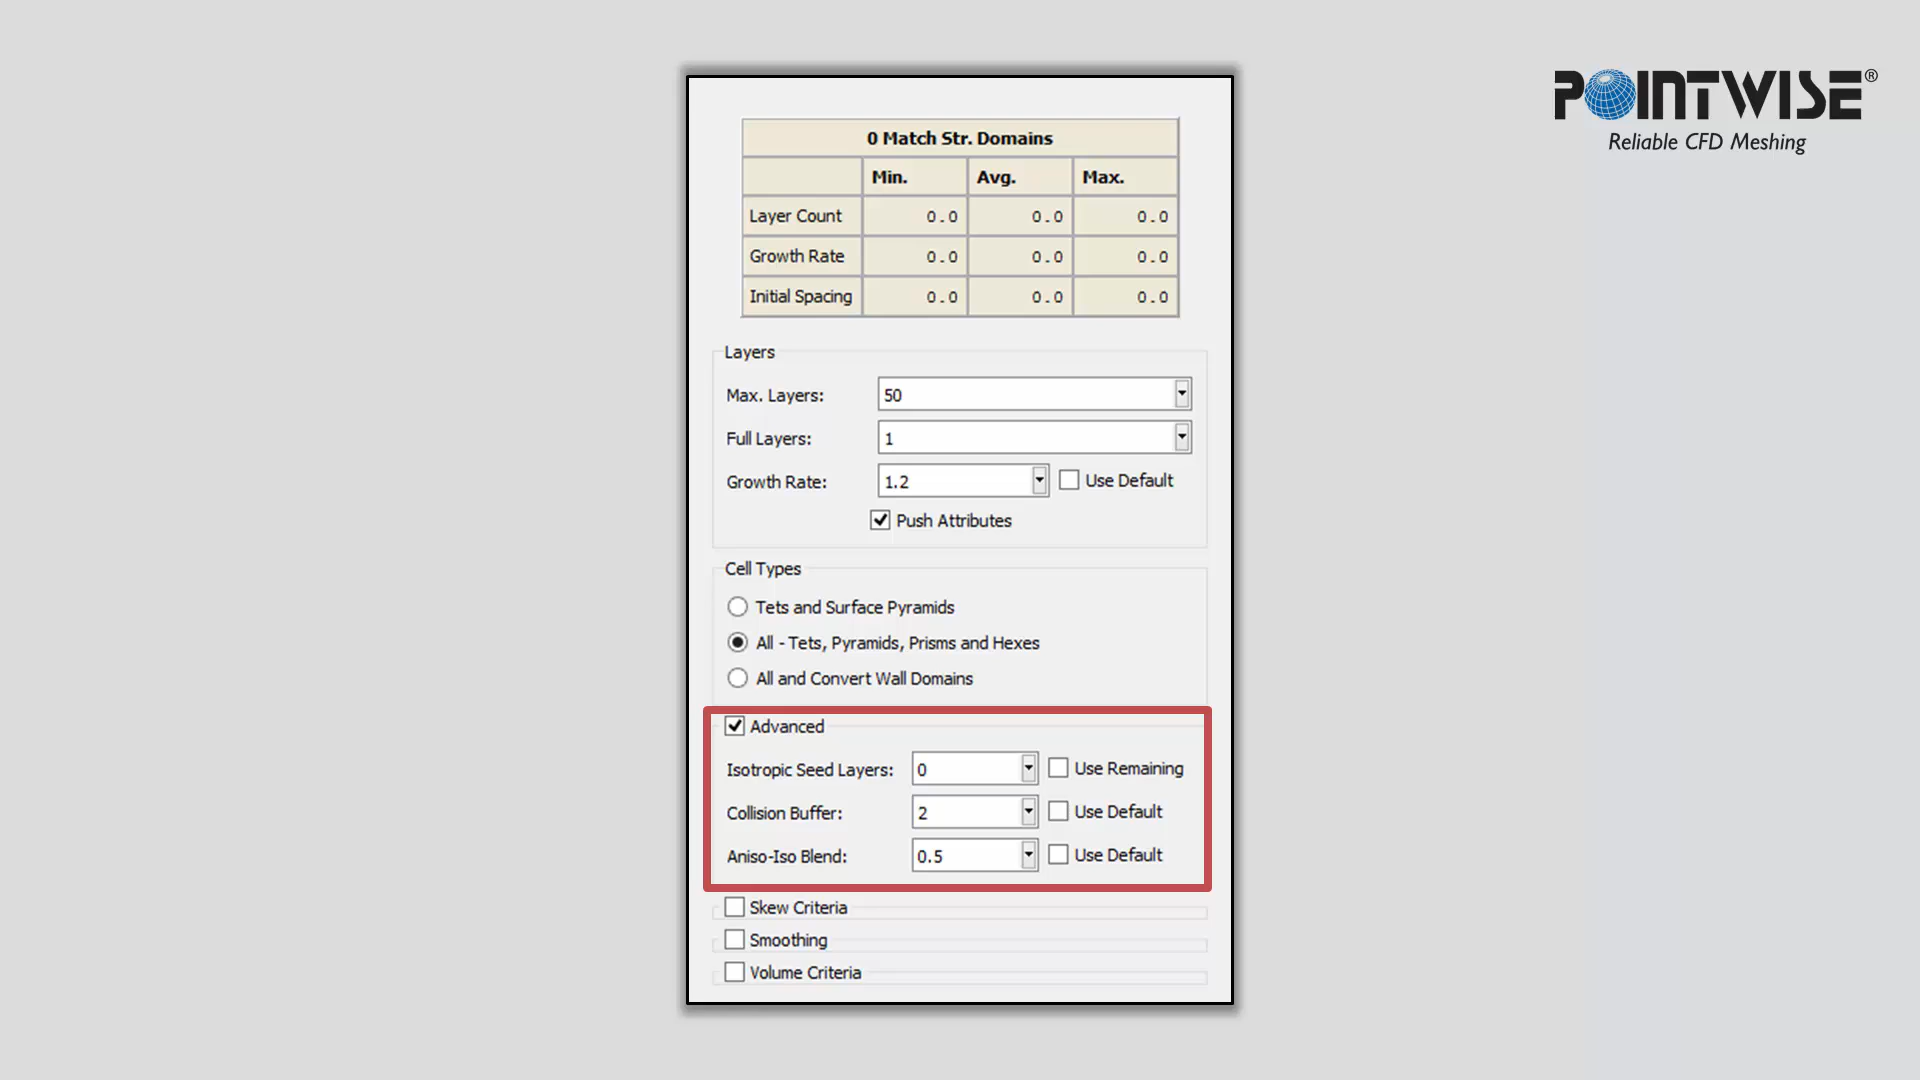 POINTWISE®
Reliable CFD Meshing
0 Match Str. Domains
Min. Avg. Max.
Layer Count 0.0 0.0 0.0
Growth Rate 0.0 0.0 0.0
Initial Spacing 0.0 0.0 0.0
Layers
Max. Layers: 50
Full Layers: 1
Growth Rate: 1.2 Use Default
Push Attributes
Cell Types
Tets and Surface Pyramids
All - Tets, Pyramids, Prisms and Hexes
All and Convert Wall Domains
Advanced
Isotropic Seed Layers: 0 Use Remaining
Collision Buffer: 2 Use Default
Aniso-Iso Blend: 0.5 Use Default
Skew Criteria
Smoothing
Volume Criteria